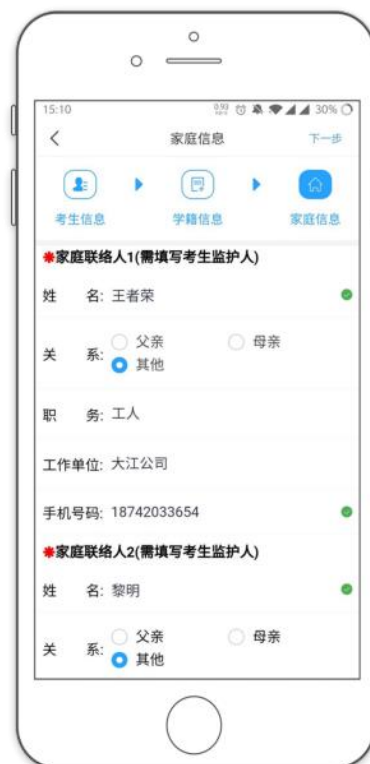 15:10
30%
家庭信息
下一步
考生信息
学籍信息
家庭信息
*家庭联络人1(需填写考生监护人)
姓 名: 王者荣
父亲
母亲
关 系:
其他
职 务: 工人
工作单位: 大江公司
手机号码: 18742033654
*家庭联络人2(需填写考生监护人)
姓 名: 黎明
父亲
母亲
关 系:
其他